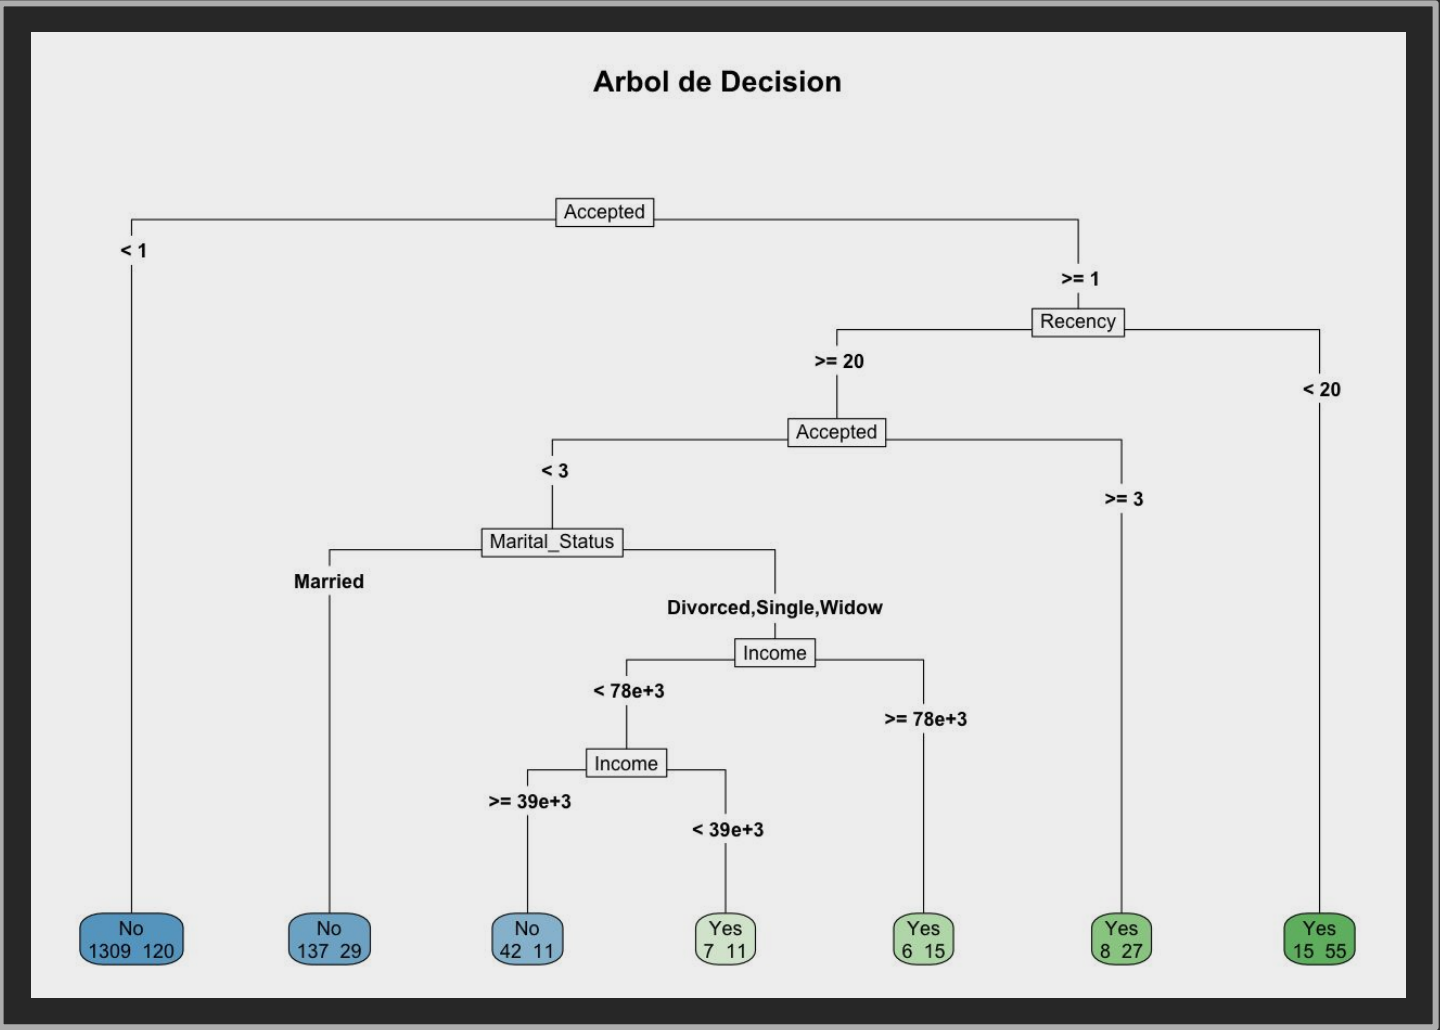 Arbol de Decision
Accepted
< 1
>= 1
Recency
>= 20
< 20
Accepted
< 3
>= 3
Marital_Status
Married
Divorced,Single,Widow
Income
< 78e+3
>= 78e+3
Income
>= 39e+3
< 39e+3
No
1309 120
No
137 29
No
42 11
Yes
7 11
Yes
6 15
Yes
8 27
Yes
15 55